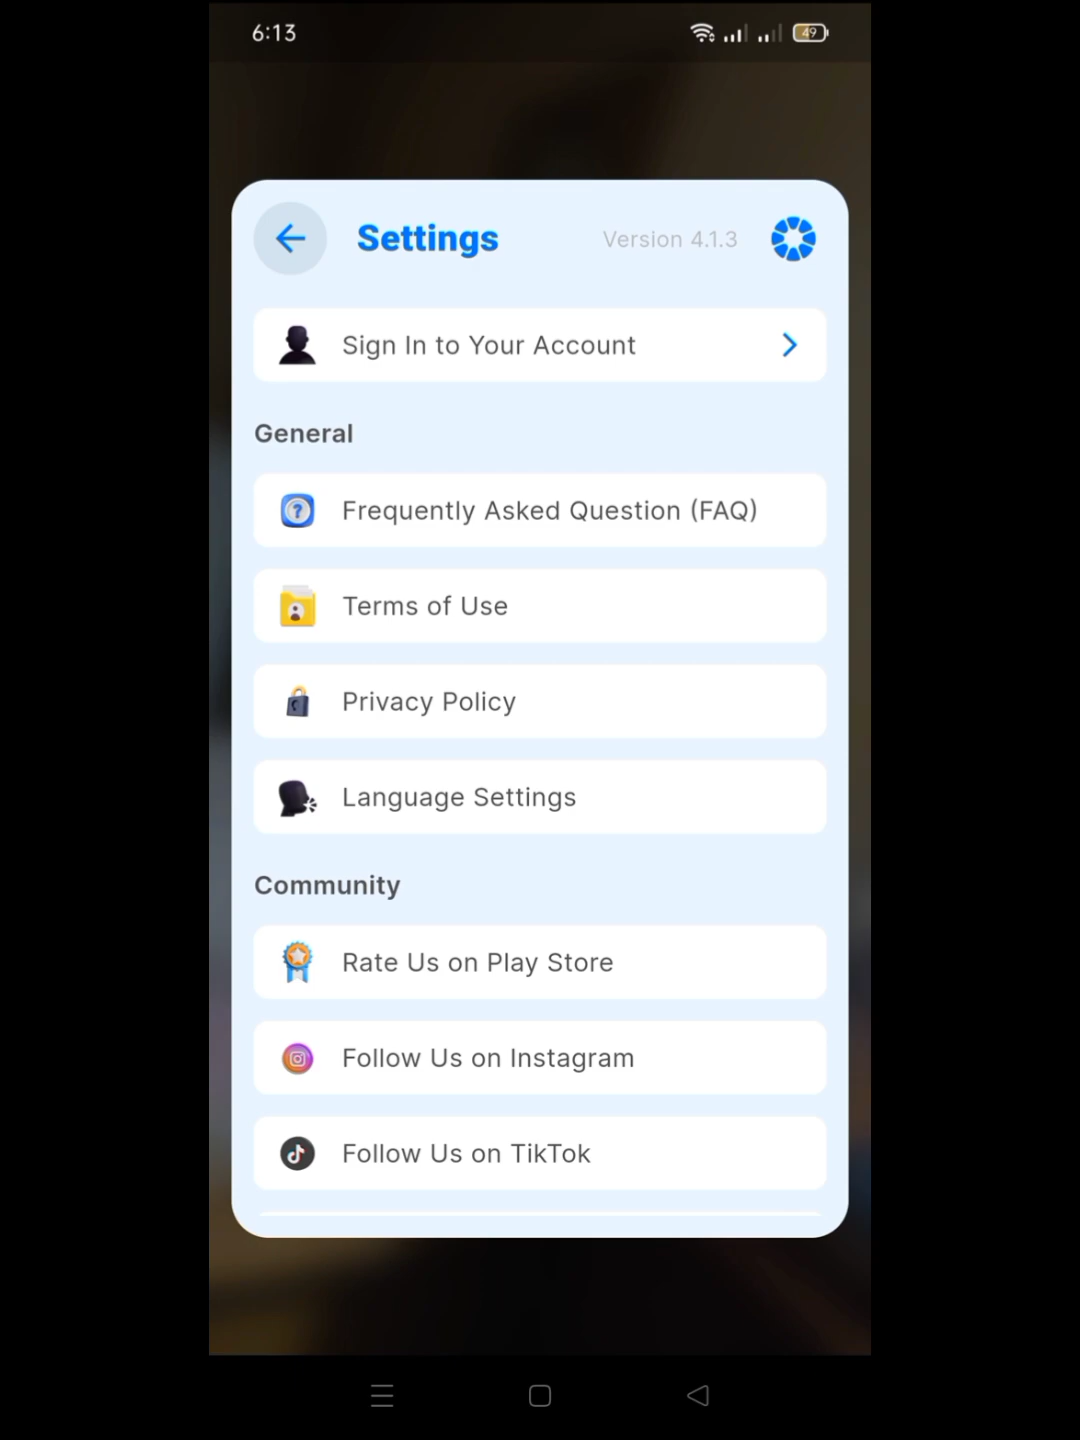 6:13
49
Settings
Version 4.1.3
Sign In to Your Account
General
Frequently Asked Question (FAQ)
Terms of Use
Privacy Policy
Language Settings
Community
Rate Us on Play Store
Follow Us on Instagram
Follow Us on TikTok